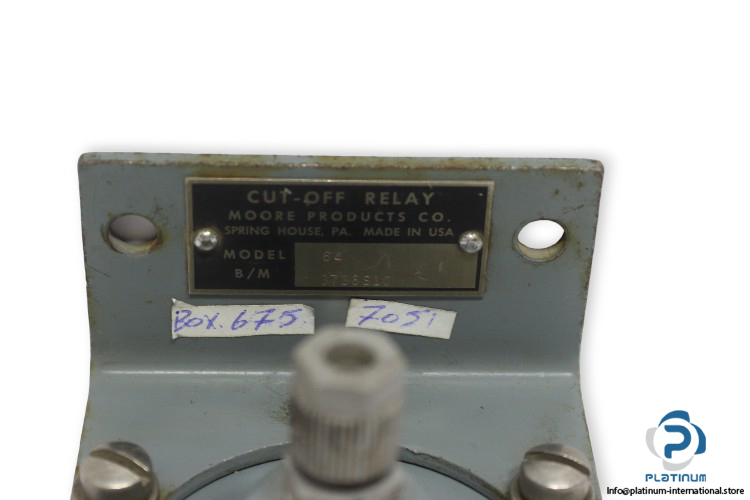 CUT-OFF RELAY
MOORE PRODUCTS CO.
SPRING HOUSE, PA. MADE IN USA
MODEL 64
B/M
BOX.675. 7051
PLATINUM
Info@platinum-international.store